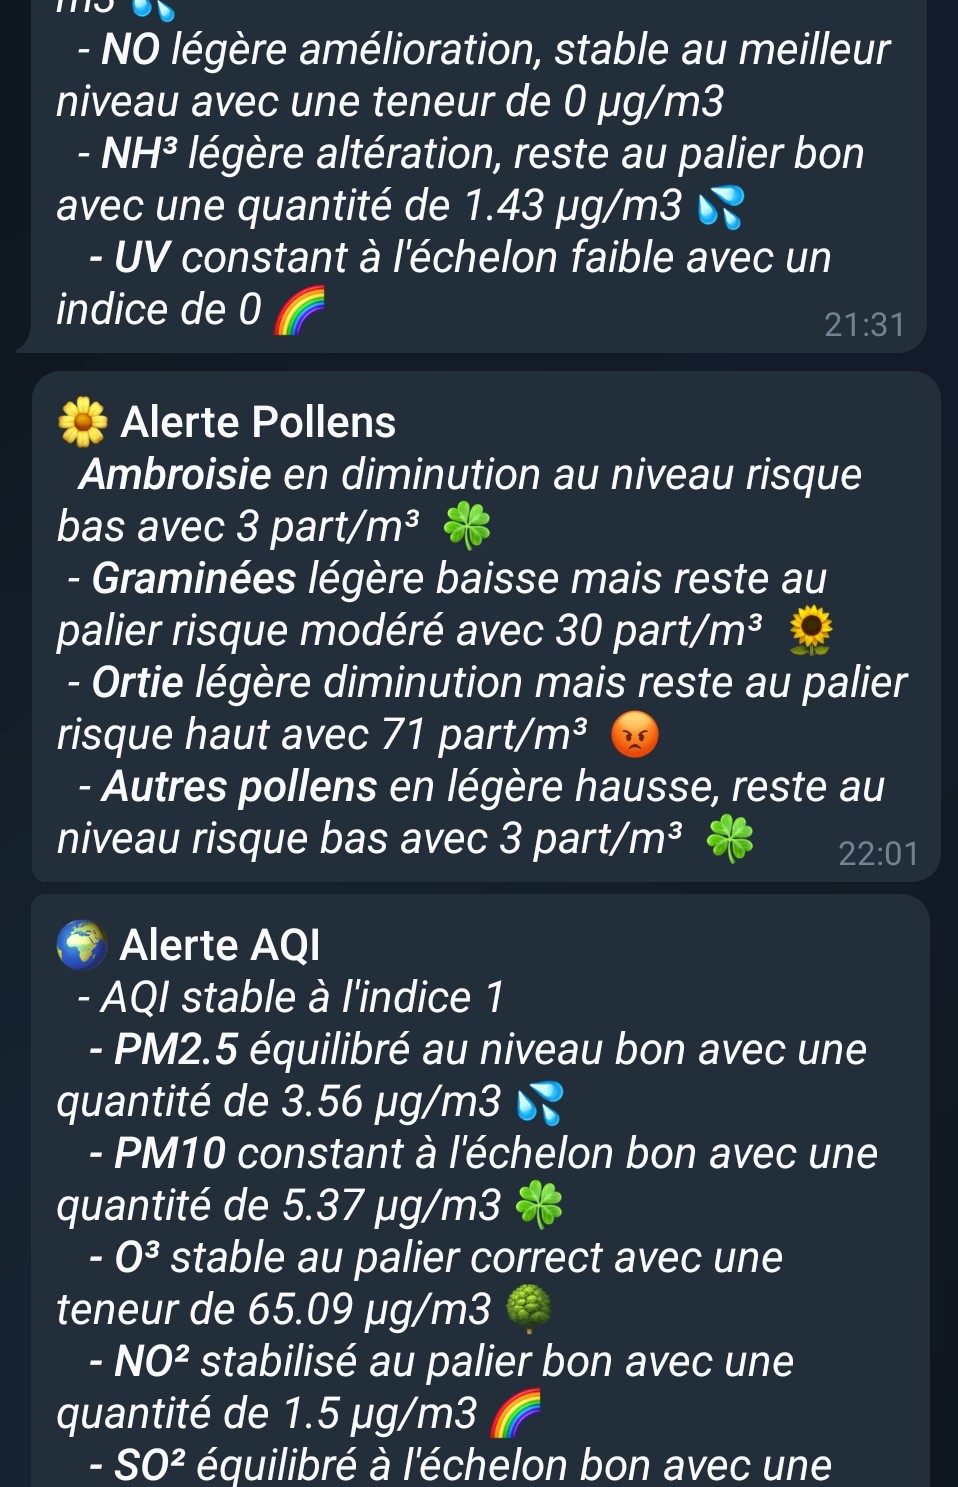 m3 💦
- NO légère amélioration, stable au meilleur
niveau avec une teneur de 0 µg/m3
- NH³ légère altération, reste au palier bon
avec une quantité de 1.43 µg/m3 💦
- UV constant à l'échelon faible avec un
indice de 0 🌈
21:31
🌼 Alerte Pollens
Ambroisie en diminution au niveau risque
bas avec 3 part/m³ 🍀
- Graminées légère baisse mais reste au
palier risque modéré avec 30 part/m³ 🌻
- Ortie légère diminution mais reste au palier
risque haut avec 71 part/m³ 😡
- Autres pollens en légère hausse, reste au
niveau risque bas avec 3 part/m³ 🍀
22:01
🌍 Alerte AQI
- AQI stable à l'indice 1
- PM2.5 équilibré au niveau bon avec une
quantité de 3.56 µg/m3 💦
- PM10 constant à l'échelon bon avec une
quantité de 5.37 µg/m3 🍀
- O³ stable au palier correct avec une
teneur de 65.09 µg/m3 🌳
- NO² stabilisé au palier bon avec une
quantité de 1.5 µg/m3 🌈
- SO² équilibré à l'échelon bon avec une